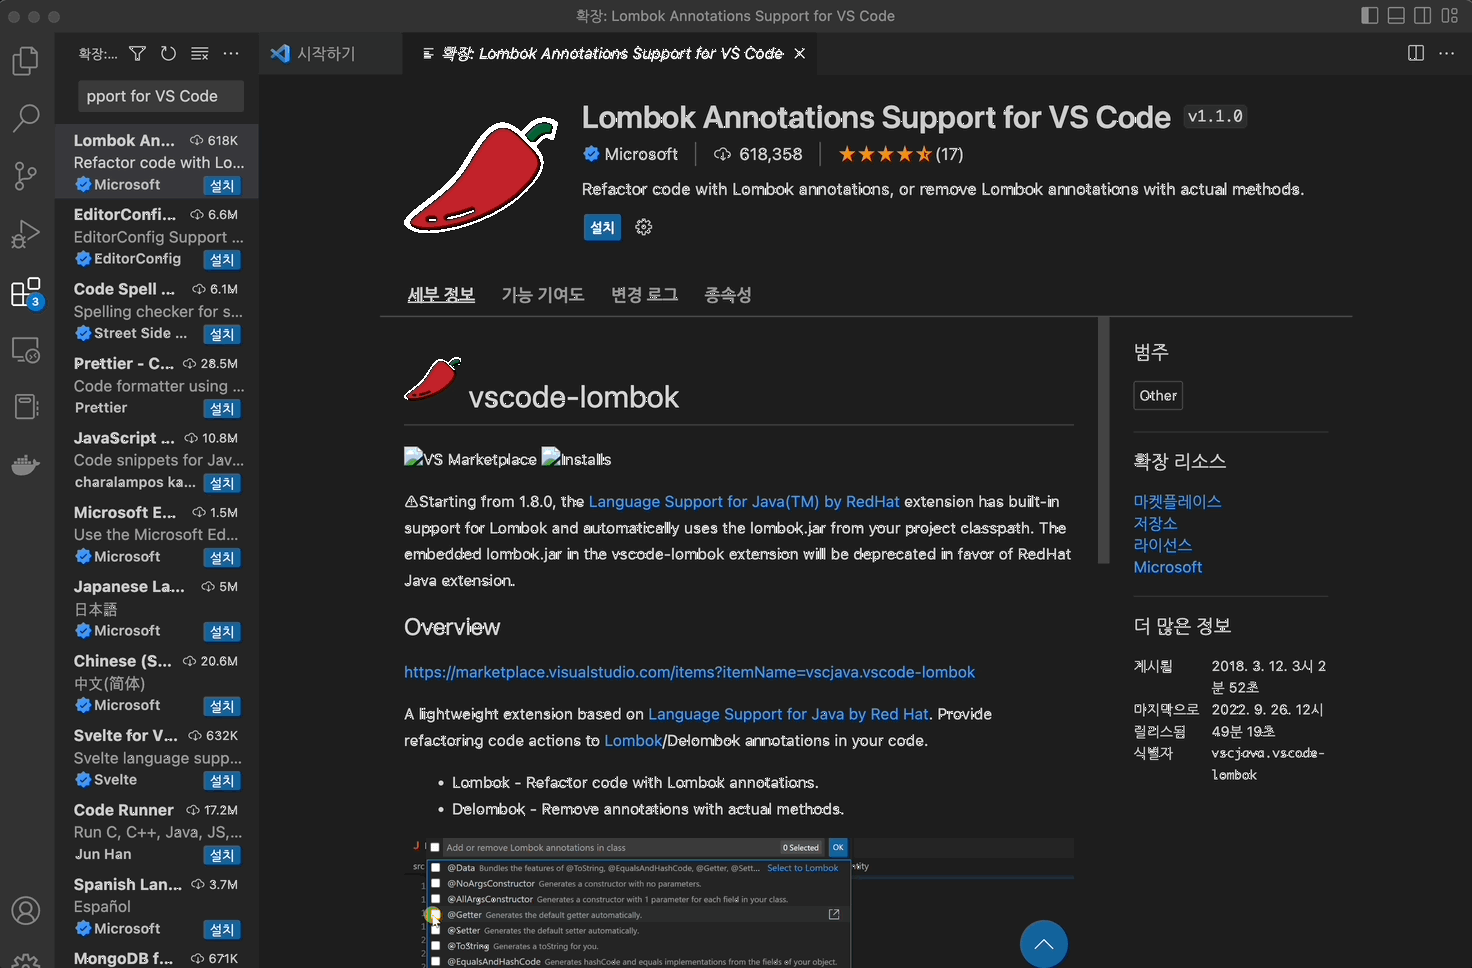 확장: Lombok Annotations Support for VS Code
확장:...
시작하기
확장: Lombok Annotations Support for VS Code
pport for VS Code
Lombok An... 618K
Refactor code with Lo...
Microsoft 설치
EditorConfi... 6.6M
EditorConfig Support ...
EditorConfig 설치
Code Spell ... 6.1M
Spelling checker for s...
Street Side ... 설치
Prettier - C... 28.5M
Code formatter using ...
Prettier 설치
JavaScript ... 10.8M
Code snippets for Jav...
charalampos ka... 설치
Microsoft E... 1.5M
Use the Microsoft Ed...
Microsoft 설치
Japanese La... 5M
日本語
Microsoft 설치
Chinese (S... 20.6M
中文(简体)
Microsoft 설치
Svelte for V... 632K
Svelte language supp...
Svelte 설치
Code Runner 17.2M
Run C, C++, Java, JS,...
Jun Han 설치
Spanish Lan... 3.7M
Español
Microsoft 설치
MongoDB f... 671K
3
Lombok Annotations Support for VS Code v1.1.0
Microsoft 618,358 (17)
Refactor code with Lombok annotations, or remove Lombok annotations with actual methods.
설치
세부 정보 기능 기여도 변경 로그 종속성
vscode-lombok
VS Marketplace Installs
⚠Starting from 1.8.0, the Language Support for Java(TM) by RedHat extension has built-in
support for Lombok and automatically uses the lombok.jar from your project classpath. The
embedded lombok.jar in the vscode-lombok extension will be deprecated in favor of RedHat
Java extension.
Overview
https://marketplace.visualstudio.com/items?itemName=vscjava.vscode-lombok
A lightweight extension based on Language Support for Java by Red Hat. Provide
refactoring code actions to Lombok/Delombok annotations in your code.
• Lombok - Refactor code with Lombok annotations.
• Delombok - Remove annotations with actual methods.
J Add or remove Lombok annotations in class 0 Selected OK
src @Data Bundles the features of @ToString, @EqualsAndHashCode, @Getter, @Sett... Select to Lombok
@NoArgsConstructor Generates a constructor with no parameters.
@AllArgsConstructor Generates a constructor with 1 parameter for each field in your class.
@Getter Generates the default getter automatically.
@Setter Generates the default setter automatically.
@ToString Generates a toString for you.
@EqualsAndHashCode Generates hashCode and equals implementations from the fields of your object.
범주
Other
확장 리소스
마켓플레이스
저장소
라이선스
Microsoft
더 많은 정보
게시됨 2018. 3. 12. 3시 2
분 52초
마지막으로 2022. 9. 26. 12시
릴리스됨 49분 19초
식별자 vscjava.vscode-
lombok